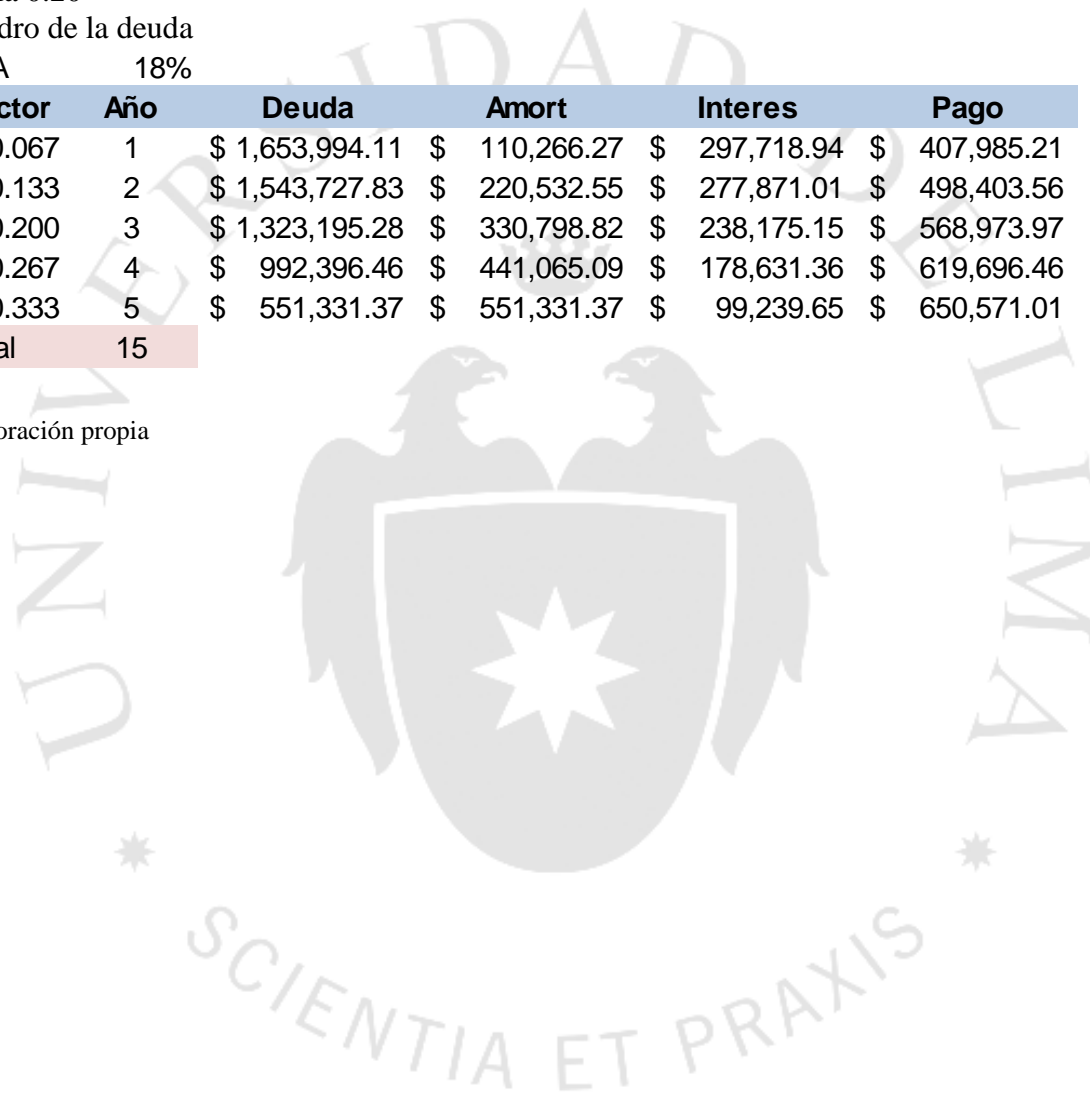 dro de la deuda
A 18%
ctor Año Deuda Amort Interes Pago
0.067 1 $ 1,653,994.11 $ 110,266.27 $ 297,718.94 $ 407,985.21
0.133 2 $ 1,543,727.83 $ 220,532.55 $ 277,871.01 $ 498,403.56
0.200 3 $ 1,323,195.28 $ 330,798.82 $ 238,175.15 $ 568,973.97
0.267 4 $ 992,396.46 $ 441,065.09 $ 178,631.36 $ 619,696.46
0.333 5 $ 551,331.37 $ 551,331.37 $ 99,239.65 $ 650,571.01
al 15
oración propia
UNIVERSIDAD DE LIMA
SCIENTIA ET PRAXIS